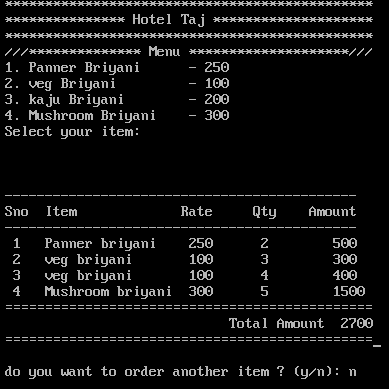 **********************************************
*************** Hotel Taj ********************
**********************************************
///************** Menu ********************///
1. Panner Briyani     - 250
2. veg Briyani        - 100
3. kaju Briyani       - 200
4. Mushroom Briyani   - 300
Select your item:
--------------------------------------------
Sno  Item             Rate     Qty    Amount
--------------------------------------------
1   Panner briyani    250      2        500
2   veg briyani       100      3        300
3   veg briyani       100      4        400
4   Mushroom briyani  300      5        1500
==============================================
Total Amount  2700
==============================================_
do you want to order another item ? (y/n): n